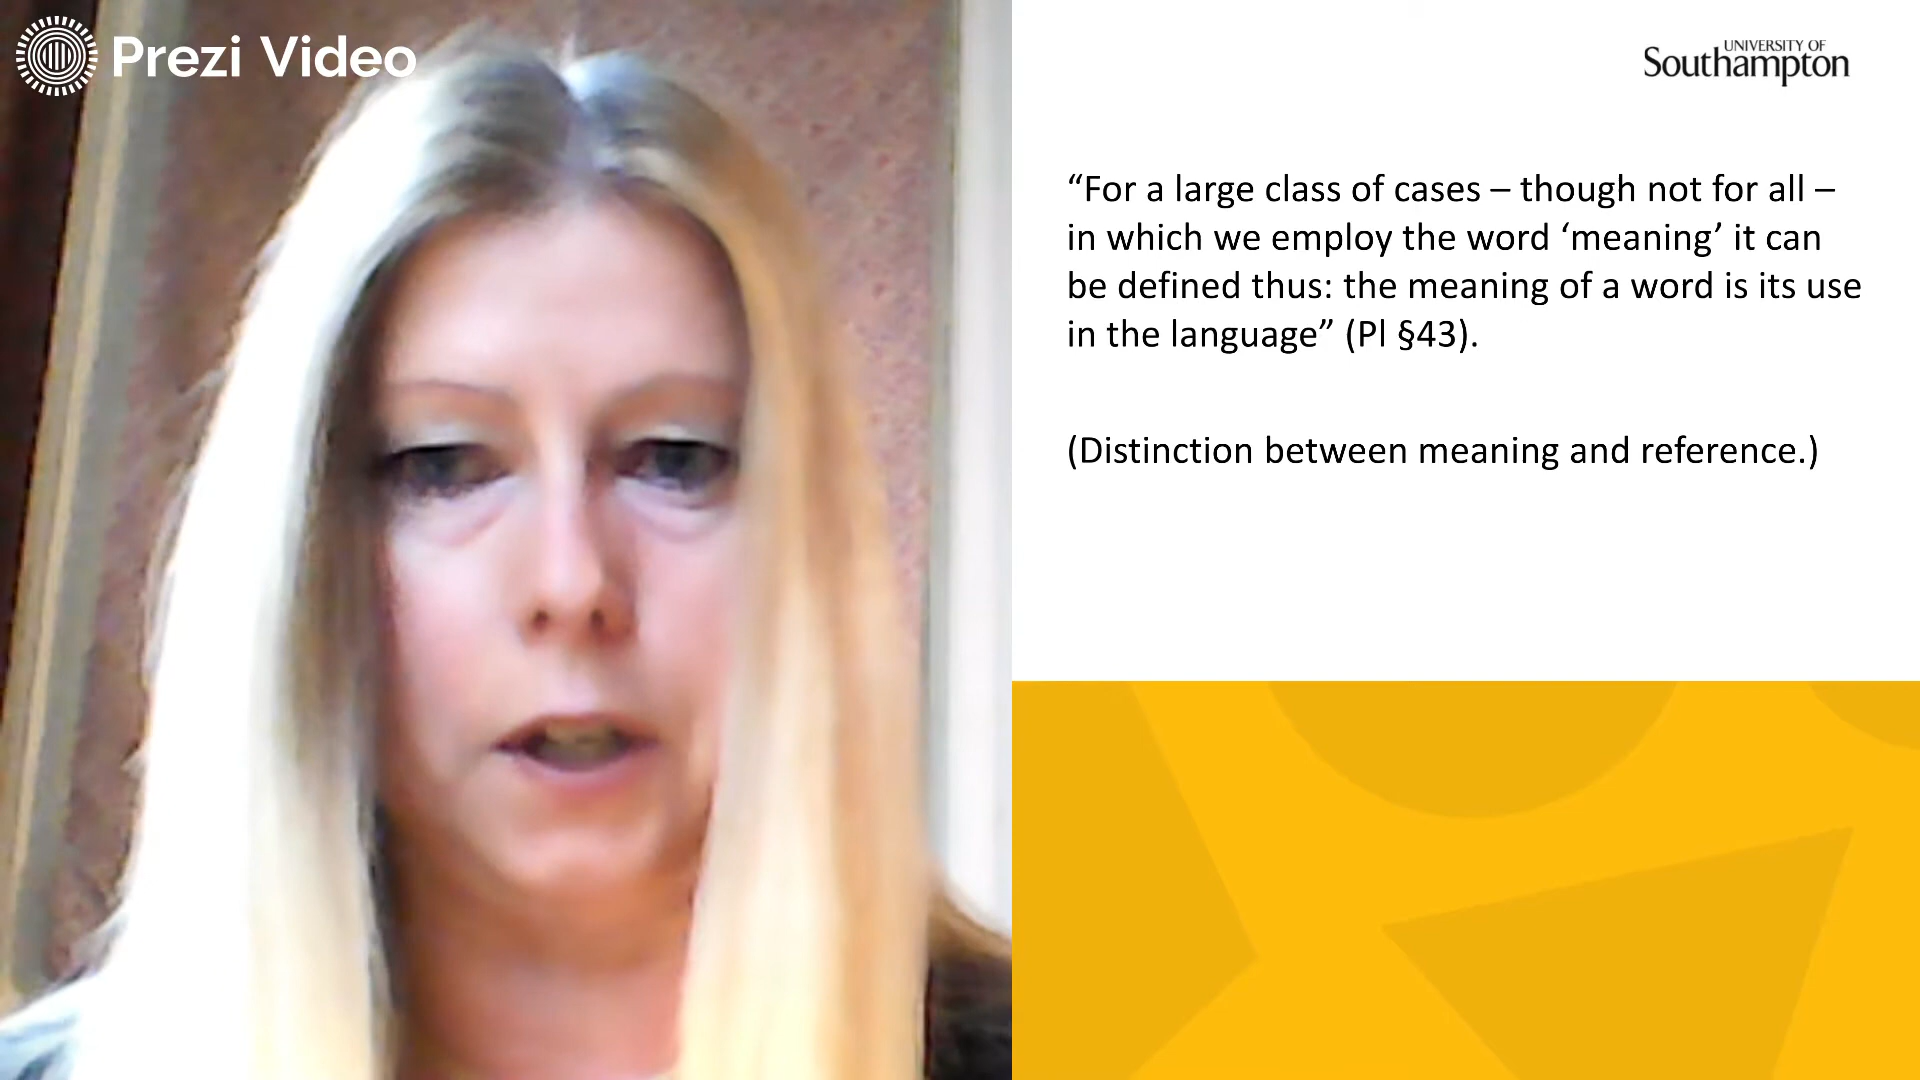 Prezi Video
UNIVERSITY OF
Southampton
“For a large class of cases – though not for all –
in which we employ the word ‘meaning’ it can
be defined thus: the meaning of a word is its use
in the language” (Pl §43).
(Distinction between meaning and reference.)